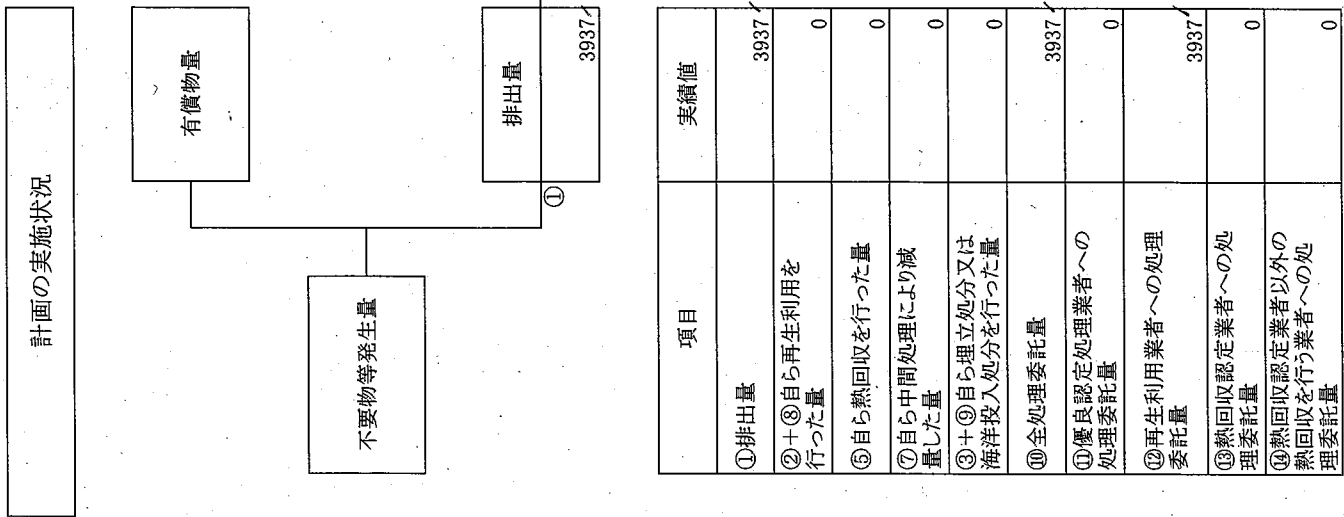 計画の実施状況
有償物量
不要物等発生量
排出量
①
3937
項目
実績値
①排出量
3937
②+⑧自ら再生利用を
行った量
0
⑤自ら熱回収を行った量
0
⑦自ら中間処理により減
量した量
0
③+⑨自ら埋立処分又は
海洋投入処分を行った量
0
⑩全処理委託量
3937
⑪優良認定処理業者への
処理委託量
0
⑫再生利用業者への処理
委託量
3937
⑬熱回収認定業者への処
理委託量
0
⑭熱回収認定業者以外の
熱回収を行う業者への処
理委託量
0